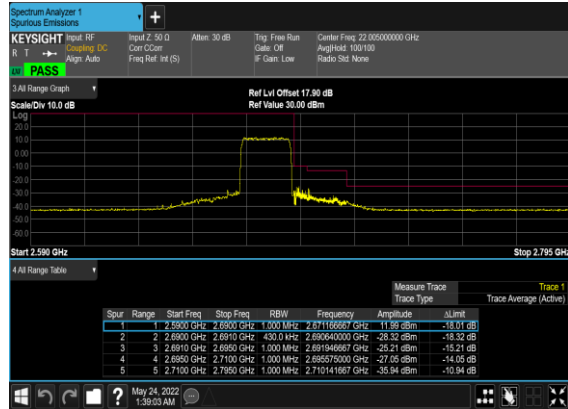 Spectrum Analyzer 1
Spurious Emissions
KEYSIGHT Input: RF Input Z: 50 Ω Atten: 30 dB Trig: Free Run Center Freq: 22.005000000 GHz
R T Coupling: DC Corr CCorr Gate: Off Avg|Hold: 100/100
Align: Auto Freq Ref: Int (S) IF Gain: Low Radio Std: None
PASS
3 All Range Graph
Ref Lvl Offset 17.90 dB
Scale/Div 10.0 dB Ref Value 30.00 dBm
Log
20.0
10.0
0.00
-10.0
-20.0
-30.0
-40.0
-50.0
-60.0
Start 2.590 GHz Stop 2.795 GHz
4 All Range Table
Measure Trace Trace 1
Trace Type Trace Average (Active)
Spur Range Start Freq Stop Freq RBW Frequency Amplitude ΔLimit
1 1 2.5900 GHz 2.6900 GHz 1.000 MHz 2.671166667 GHz 11.99 dBm -18.01 dB
2 2 2.6900 GHz 2.6910 GHz 430.0 kHz 2.690640000 GHz -28.32 dBm -18.32 dB
3 3 2.6910 GHz 2.6950 GHz 1.000 MHz 2.691946667 GHz -25.21 dBm -15.21 dB
4 4 2.6950 GHz 2.7100 GHz 1.000 MHz 2.695575000 GHz -27.05 dBm -14.05 dB
5 5 2.7100 GHz 2.7950 GHz 1.000 MHz 2.710141667 GHz -35.94 dBm -10.94 dB
May 24, 2022
1:39:03 AM